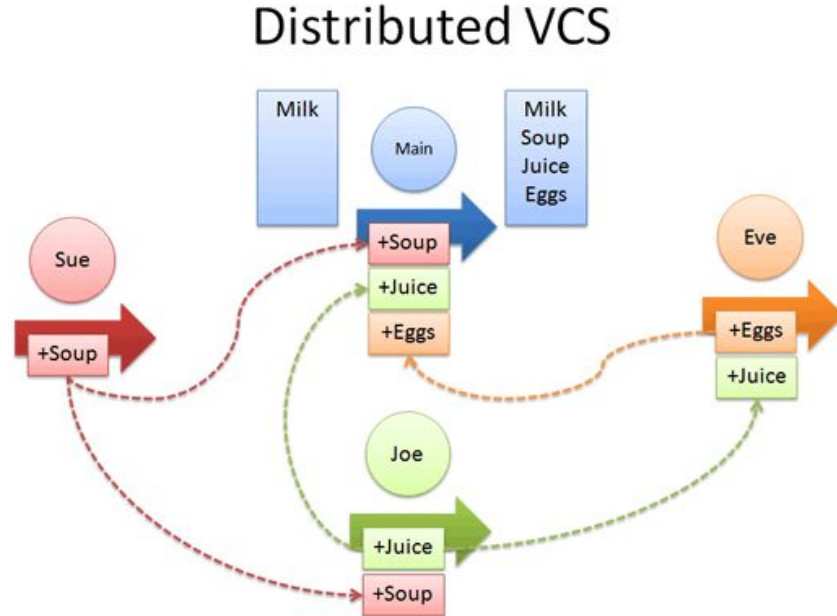 Distributed VCS
Milk
Main
Milk
Soup
Juice
Eggs
Sue
+Soup
+Soup
+Juice
+Eggs
Eve
+Eggs
+Juice
Joe
+Juice
+Soup